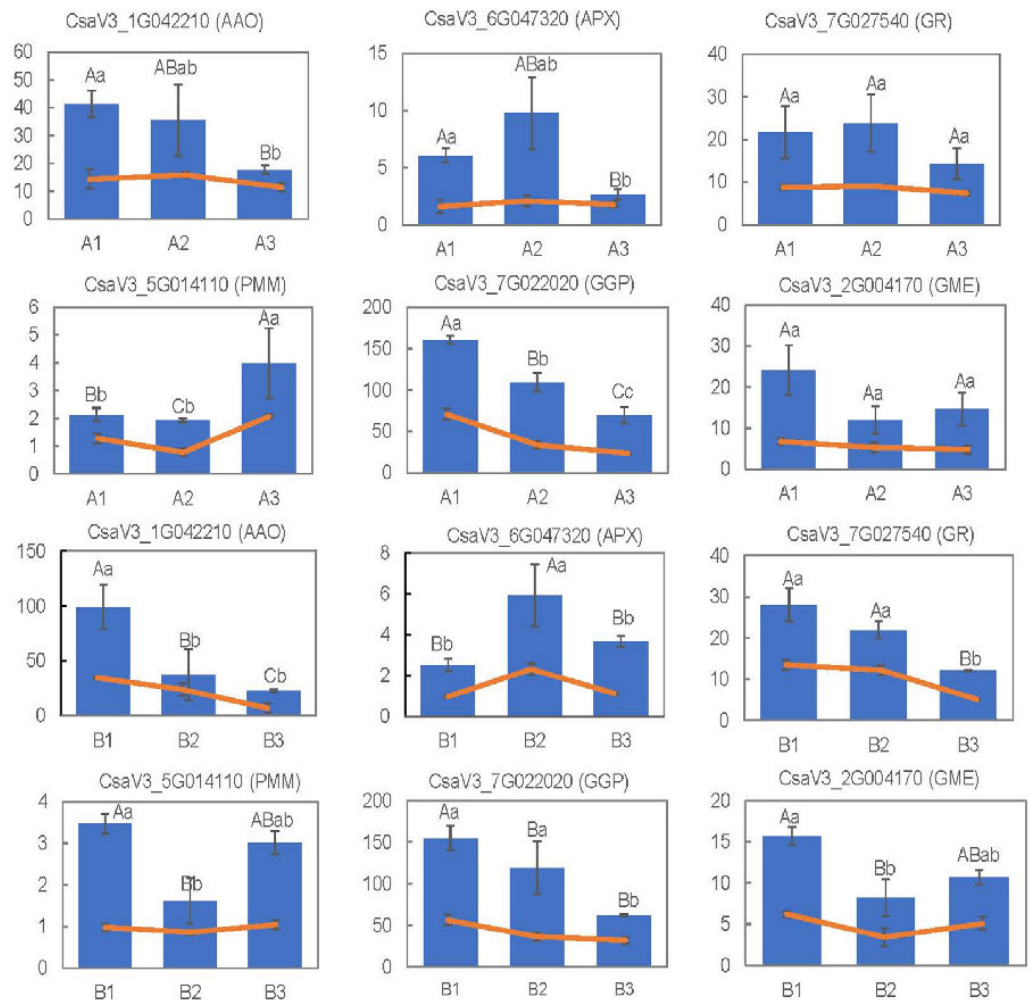 CsaV3_1G042210 (AAO)
60
50
40
30
20
10
0
Aa
ABab
Bb
A1 A2 A3
CsaV3_6G047320 (APX)
15
10
5
0
Aa
ABab
Bb
A1 A2 A3
CsaV3_7G027540 (GR)
40
30
20
10
0
Aa
Aa
Aa
A1 A2 A3
CsaV3_5G014110 (PMM)
6
5
4
3
2
1
0
Bb
Cb
Aa
A1 A2 A3
CsaV3_7G022020 (GGP)
200
150
100
50
0
Aa
Bb
Cc
A1 A2 A3
CsaV3_2G004170 (GME)
40
30
20
10
0
Aa
Aa
Aa
A1 A2 A3
CsaV3_1G042210 (AAO)
150
100
50
0
Aa
Bb
Cb
B1 B2 B3
CsaV3_6G047320 (APX)
8
6
4
2
0
Bb
Aa
Bb
B1 B2 B3
CsaV3_7G027540 (GR)
40
30
20
10
0
Aa
Aa
Bb
B1 B2 B3
CsaV3_5G014110 (PMM)
4
3
2
1
0
Aa
Bb
ABab
B1 B2 B3
CsaV3_7G022020 (GGP)
200
150
100
50
0
Aa
Ba
Bb
B1 B2 B3
CsaV3_2G004170 (GME)
20
15
10
5
0
Aa
Bb
ABab
B1 B2 B3